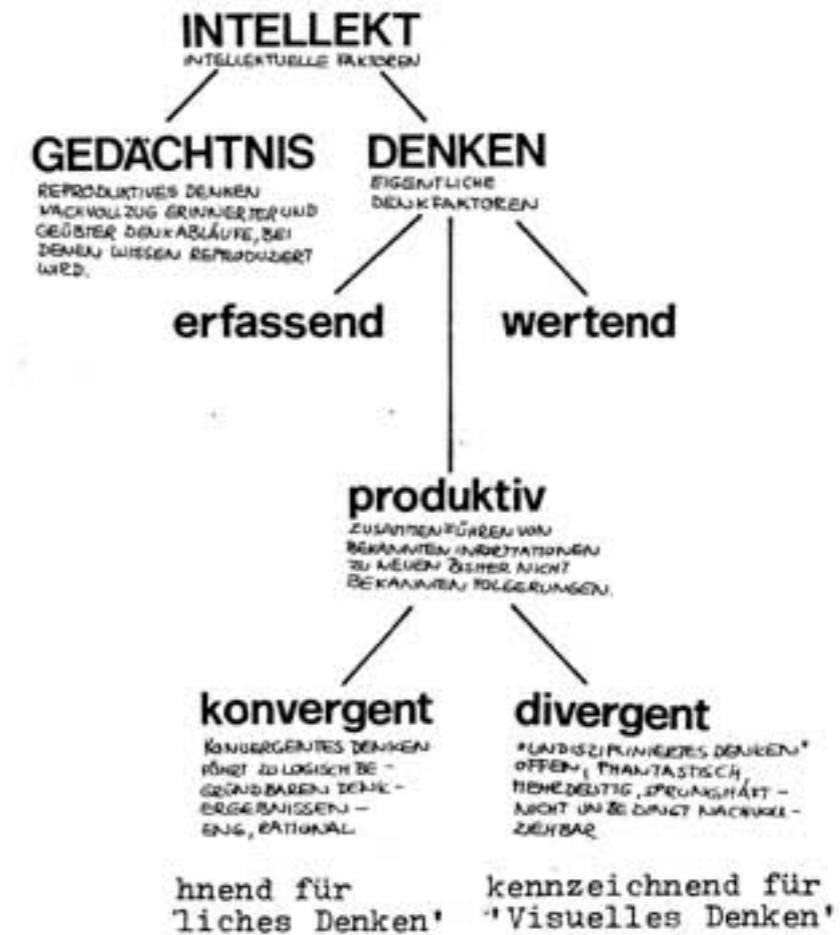 INTELLEKT
INTELLEKTUELLE FAKTOREN
GEDÄCHTNIS
REPRODUKTIVES DENKEN
NACHVOLLZUG ERINNERTER UND
GEÜBTER DENKABLÄUFE, BEI
DENEN WISSEN REPRODUZIERT
WIRD.
DENKEN
EIGENTLICHE
DENKFAKTOREN
erfassend
wertend
produktiv
ZUSAMMENFÜHREN VON
BEKANNTEN INFORMATIONEN
ZU NEUEN BISHER NICHT
BEKANNTEN FOLGERUNGEN.
konvergent
KONVERGENTES DENKEN
FÜHRT ZU LOGISCH BE-
GRÜNDBAREN DENK-
ERGEBNISSEN –
ENG, RATIONAL
divergent
"UNDISZIPLINIERTES DENKEN"
OFFEN, PHANTASTISCH,
MEHRDEUTIG, SPRUNGHAFT –
NICHT UNBEDINGT NACHVOLL-
ZIEHBAR
hnend für
liches Denken'
kennzeichnend für
'Visuelles Denken'